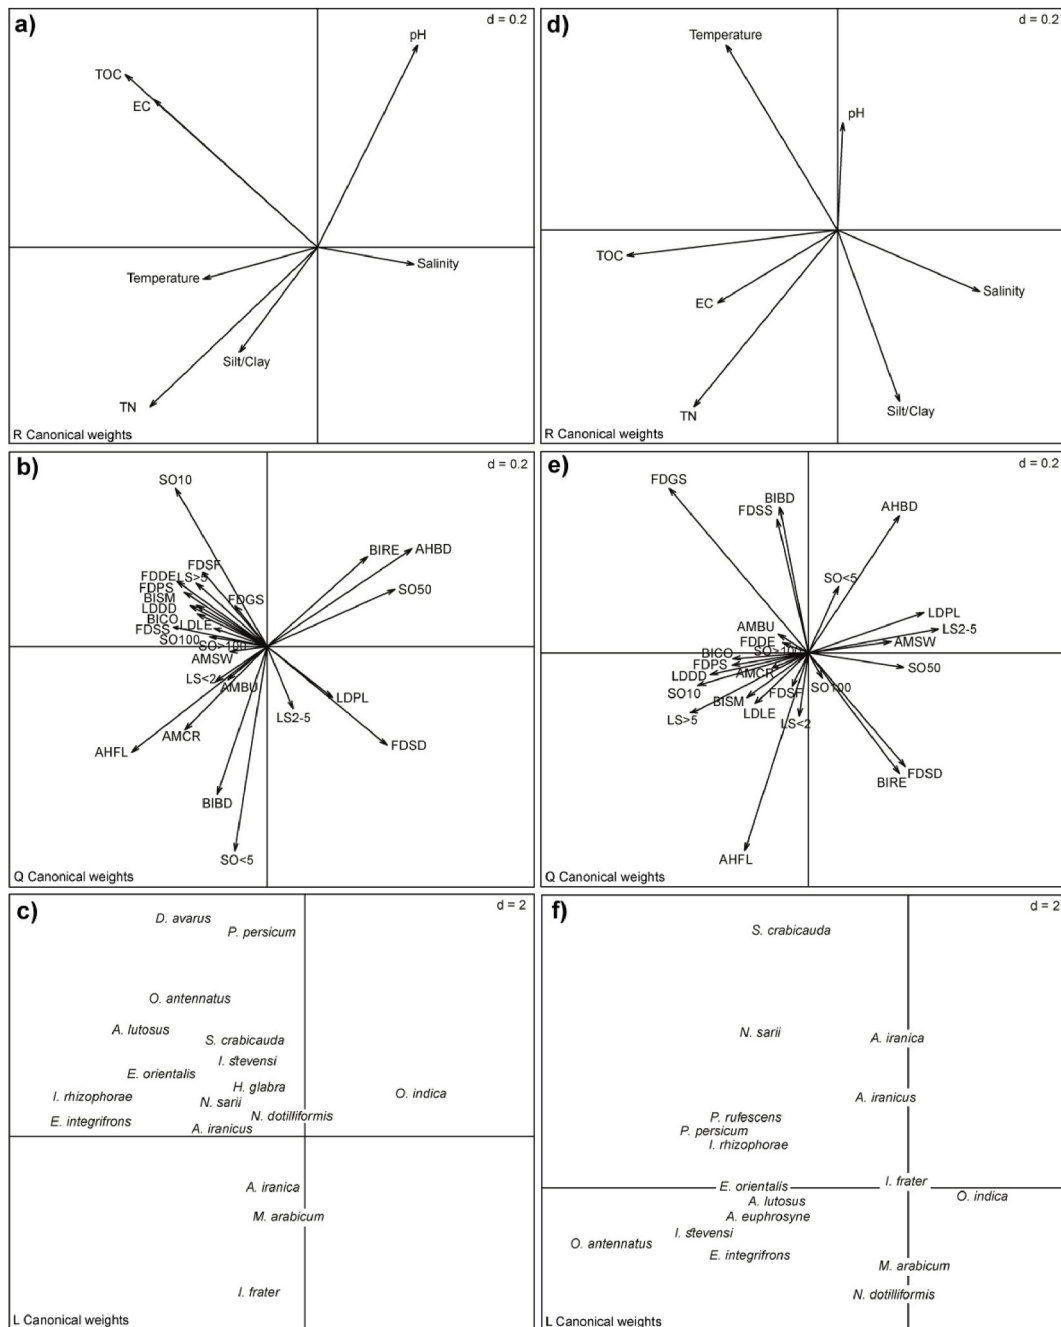 a)
d = 0.2
pH
TOC
EC
Temperature
Salinity
Silt/Clay
TN
R Canonical weights
d)
d = 0.2
Temperature
pH
TOC
EC
Salinity
TN
Silt/Clay
R Canonical weights
b)
d = 0.2
SO10
BIRE
AHBD
FDSF
FDDE
LS>5
FDPS
SO50
BISM
FDGS
LDDD
BICO
FDSS
LDLE
SO100
SO>100
AMSW
LS<2
AMBU
LDPL
LS2-5
AMCR
AHFL
FDSD
BIBD
SO<5
Q Canonical weights
e)
d = 0.2
FDGS
BIBD
FDSS
AHBD
SO<5
LDPL
AMBU
LS2-5
FDDE
AMSW
BICO
SO>100
FDPS
SO50
LDDD
AMCR
SO10
FDSF
SO100
BISM
LDLE
LS>5
LS<2
FDSD
BIRE
AHFL
Q Canonical weights
c)
d = 2
D. avarus
P. persicum
O. antennatus
A. lutosus
S. crabicauda
I. stevensi
E. orientalis
H. glabra
I. rhizophorae
O. indica
N. sarii
N. dotilliformis
E. integrifrons
A. iranicus
A. iranica
M. arabicum
I. frater
L Canonical weights
f)
d = 2
S. crabicauda
N. sarii
A. iranica
A. iranicus
P. rufescens
P. persicum
I. rhizophorae
I. frater
E. orientalis
O. indica
A. lutosus
A. euphrosyne
I. stevensi
O. antennatus
E. integrifrons
M. arabicum
N. dotilliformis
L Canonical weights